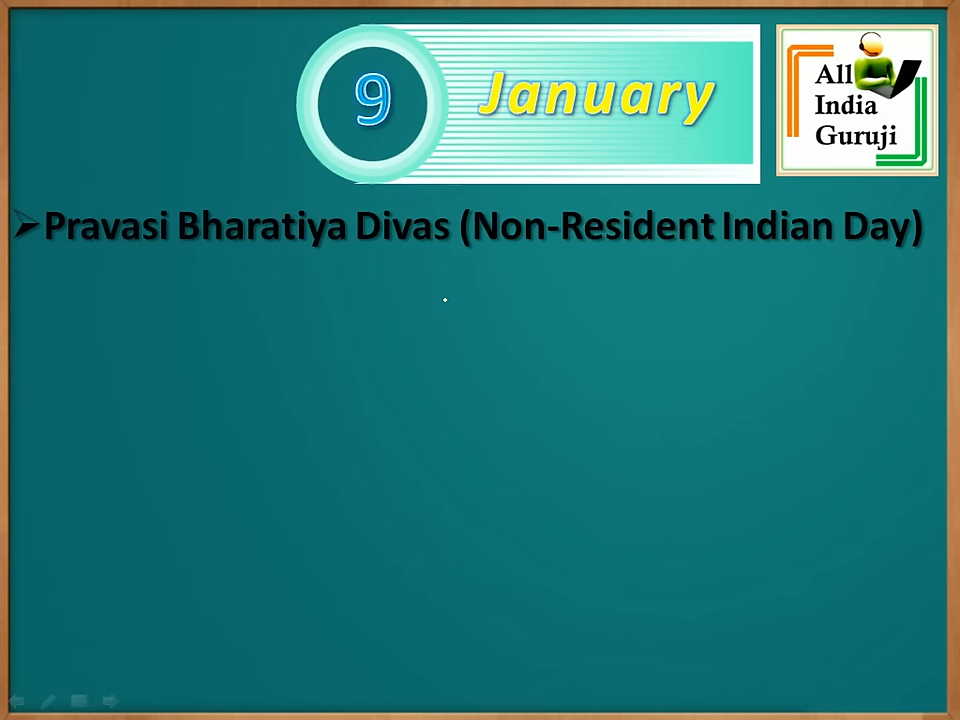 9 January
All
India
Guruji
➢Pravasi Bharatiya Divas (Non-Resident Indian Day)